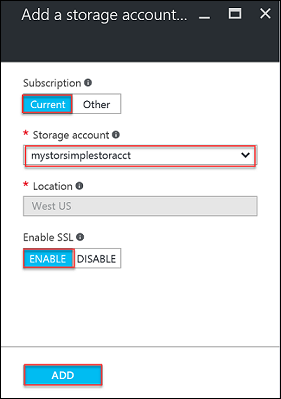 Add a storage account...
Subscription
Current Other
* Storage account
mystorsimplestoracct
* Location
West US
Enable SSL
ENABLE DISABLE
ADD